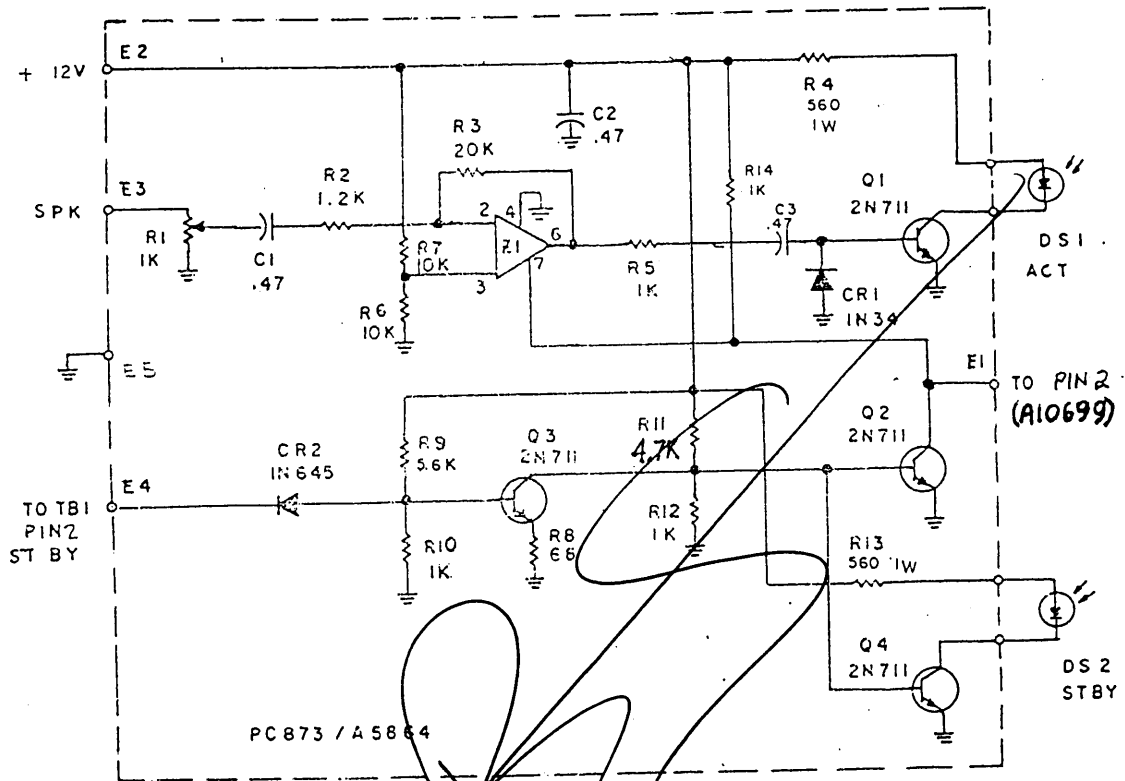 E2
+ 12V
R4
560
1W
C2
.47
R3
20K
E3
SPK
R2
1.2K
R14
1K
Q1
2N711
C3
.47
2
4
6
Z1
7
3
R1
1K
C1
.47
R7
10K
R5
1K
DS1
ACT
CR1
1N34
R6
10K
E5
E1
TO PIN 2
(A10699)
Q2
2N711
R11
4.7K
Q3
2N711
R9
5.6K
CR2
1N645
E4
TO TB1
PIN2
ST BY
R12
1K
R8
68
R10
1K
R13
560 1W
Q4
2N711
DS2
STBY
PC873 / A5864